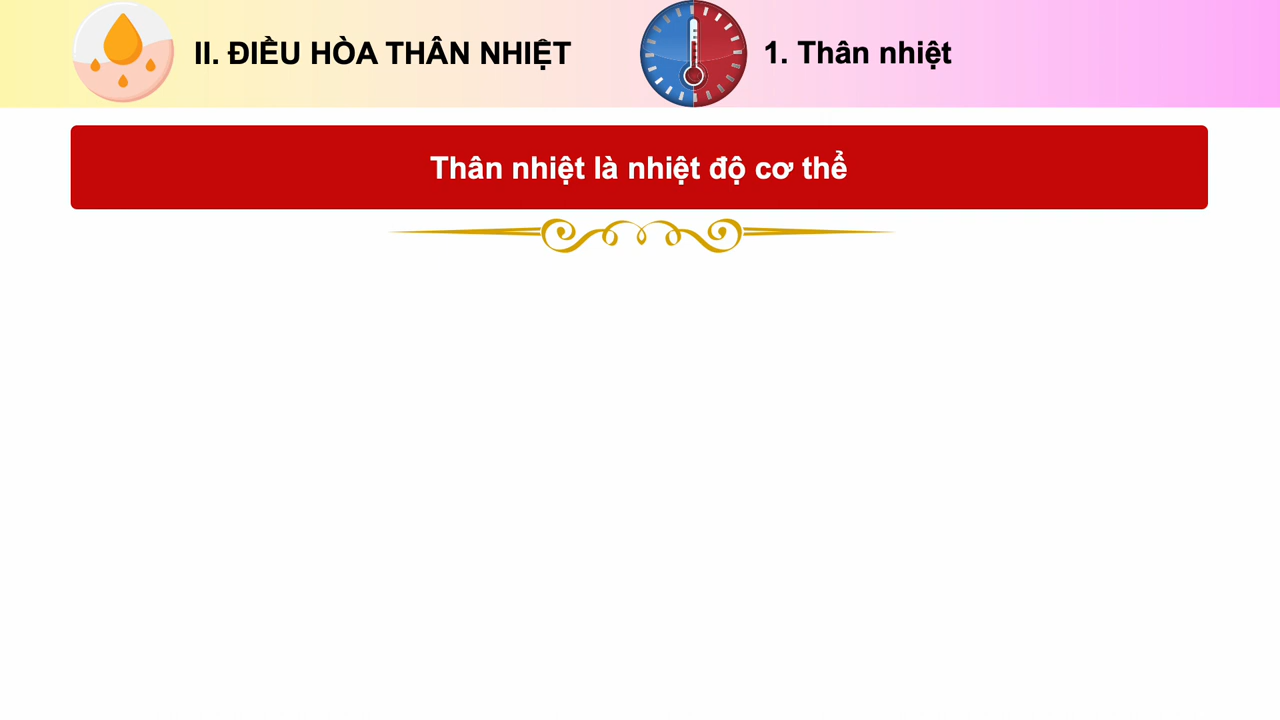 II. ĐIỀU HÒA THÂN NHIỆT
1. Thân nhiệt
Thân nhiệt là nhiệt độ cơ thể